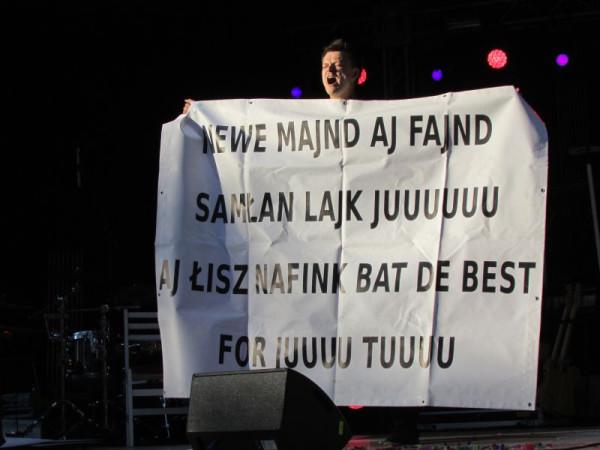 NEWE MAJND AJ FAJND
SAMŁAN LAJK JUUUUUU
AJ ŁISZ NAFINK BAT DE BEST
FOR JUUUU TUUUU